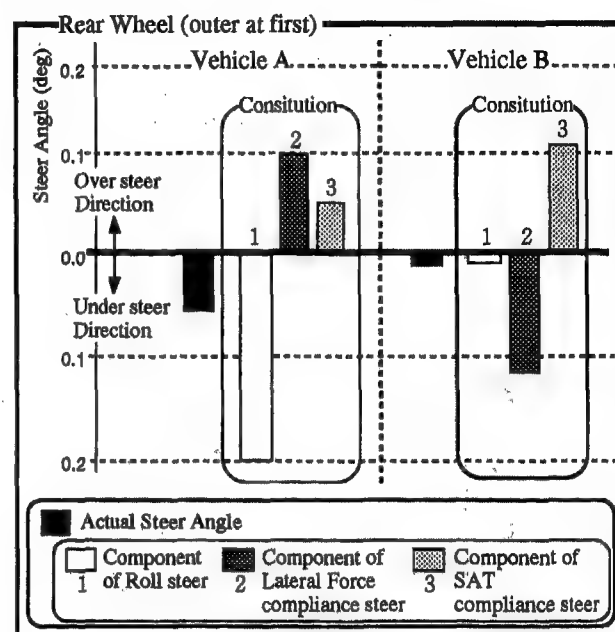 Rear Wheel (outer at first)
Vehicle A
Vehicle B
Steer Angle (deg)
0.2
0.1
0.0
0.1
0.2
Over steer
Direction
Under steer
Direction
Consitution
1
2
3
Consitution
1
2
3
Actual Steer Angle
Component
of Roll steer
1
Component of
Lateral Force
compliance steer
2
Component of
SAT
compliance steer
3